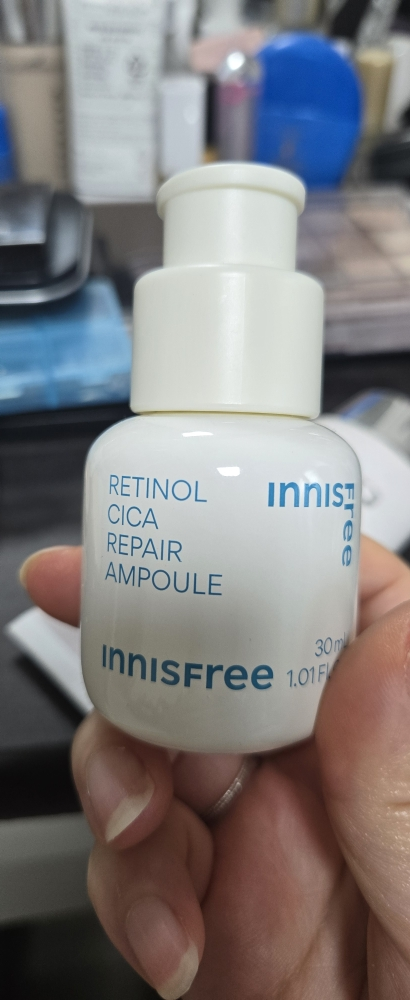 RETINOL
CICA
REPAIR
AMPOULE
INNISFree
INNISFree
30 mL
1.01 FL